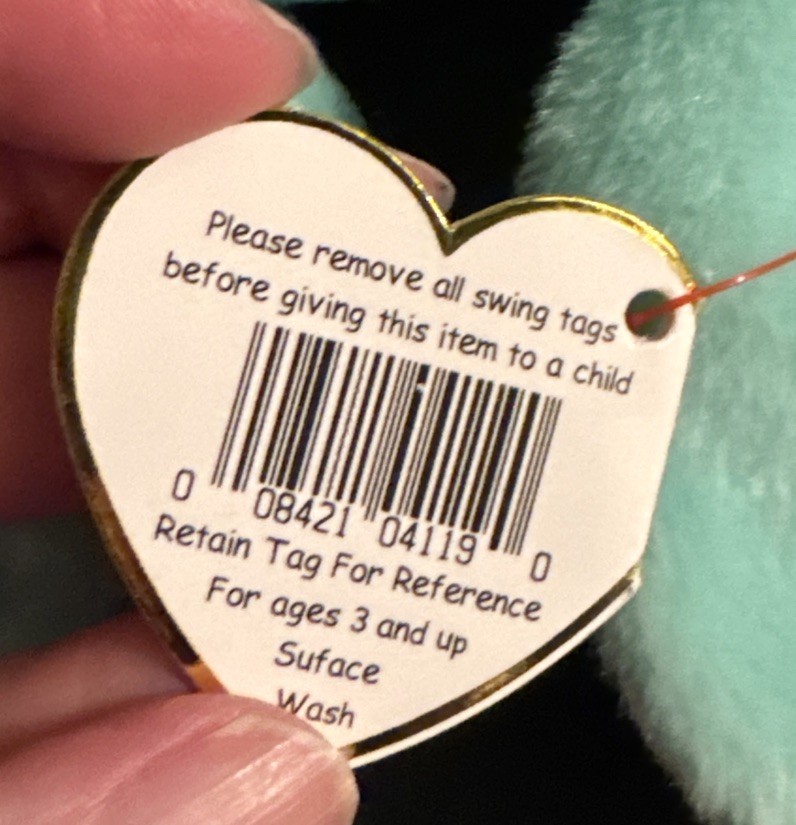 Please remove all swing tags
before giving this item to a child
0 08421 04119 0
Retain Tag For Reference
For ages 3 and up
Suface
Wash